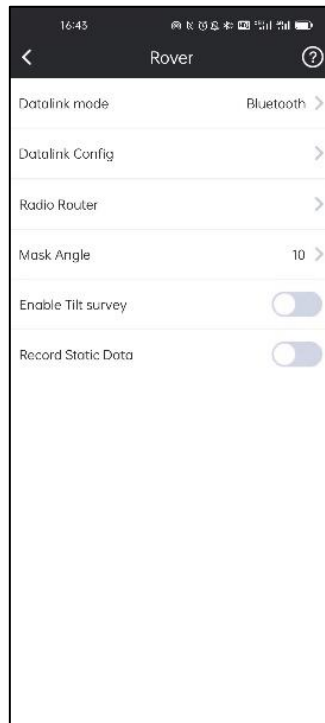 16:43
Rover
Datalink mode Bluetooth
Datalink Config
Radio Router
Mask Angle 10
Enable Tilt survey
Record Static Data